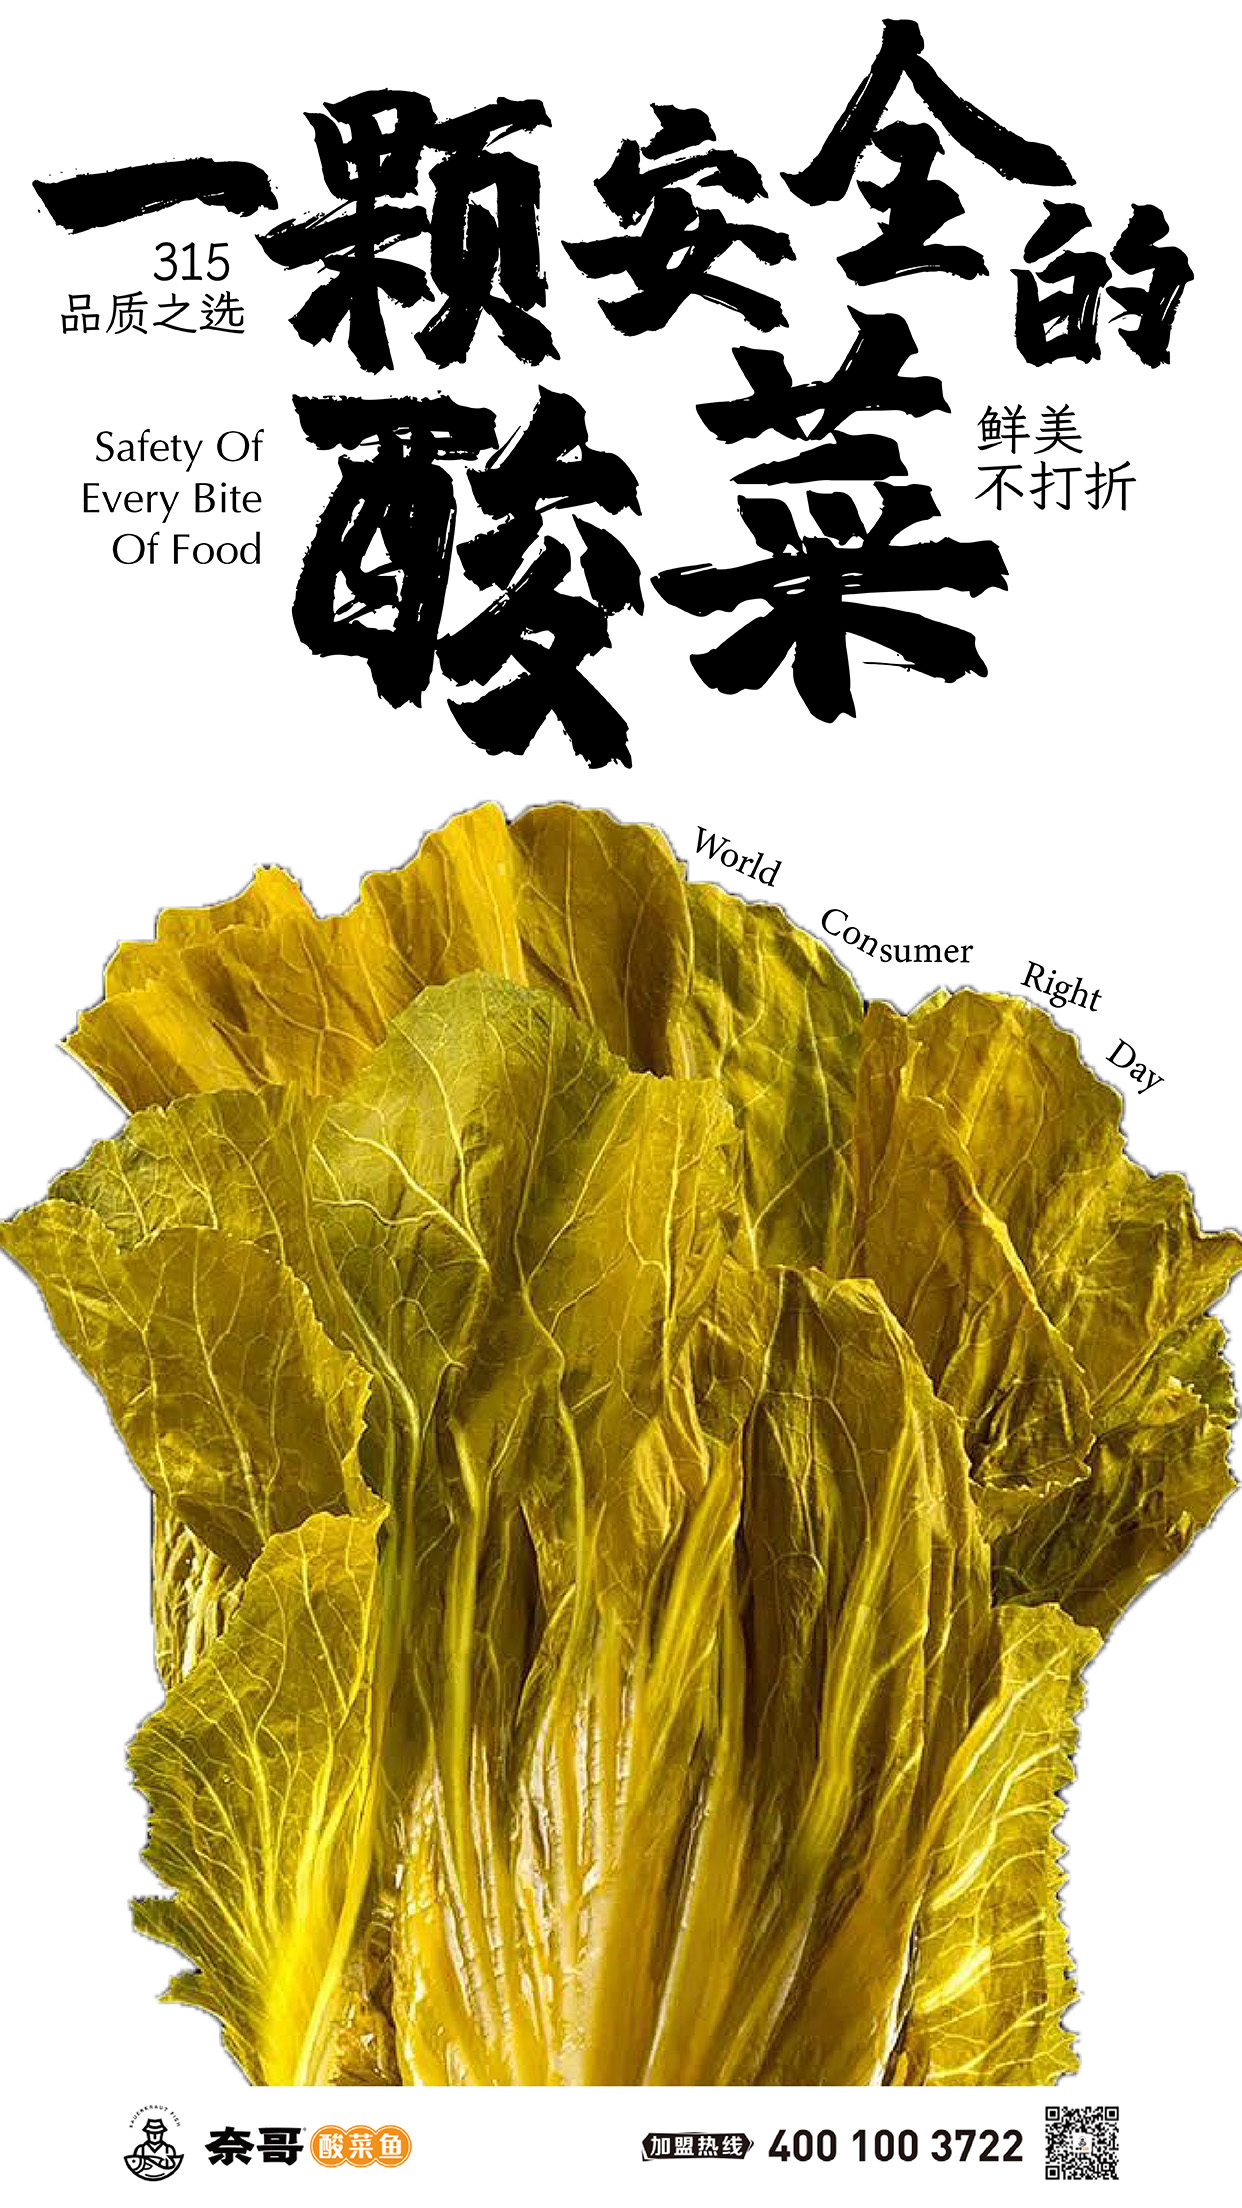 一颗安全的
酸菜
315
品质之选
Safety Of
Every Bite
Of Food
鲜美
不打折
World Consumer Right Day
SAUERKRAUT FISH
奈哥 酸菜鱼
加盟热线 400 100 3722